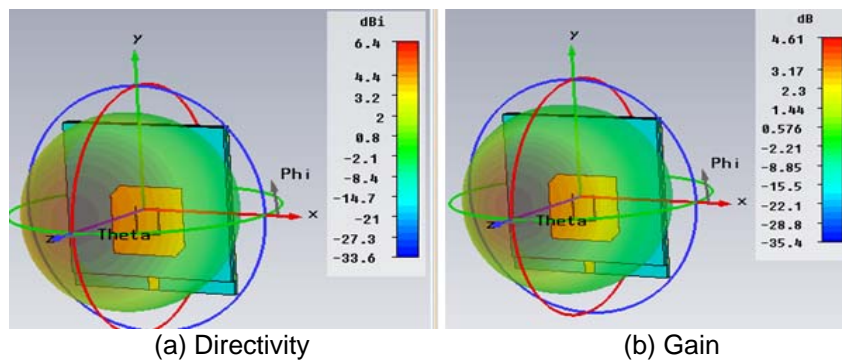 dBi
6.4
4.4
3.2
2
0.8
-2.1
-8.4
-14.7
-21
-27.3
-33.6
y
Phi
x
z
Theta
dB
4.61
3.17
2.3
1.44
0.576
-2.21
-8.85
-15.5
-22.1
-28.8
-35.4
y
Phi
x
z
Theta
(a) Directivity
(b) Gain